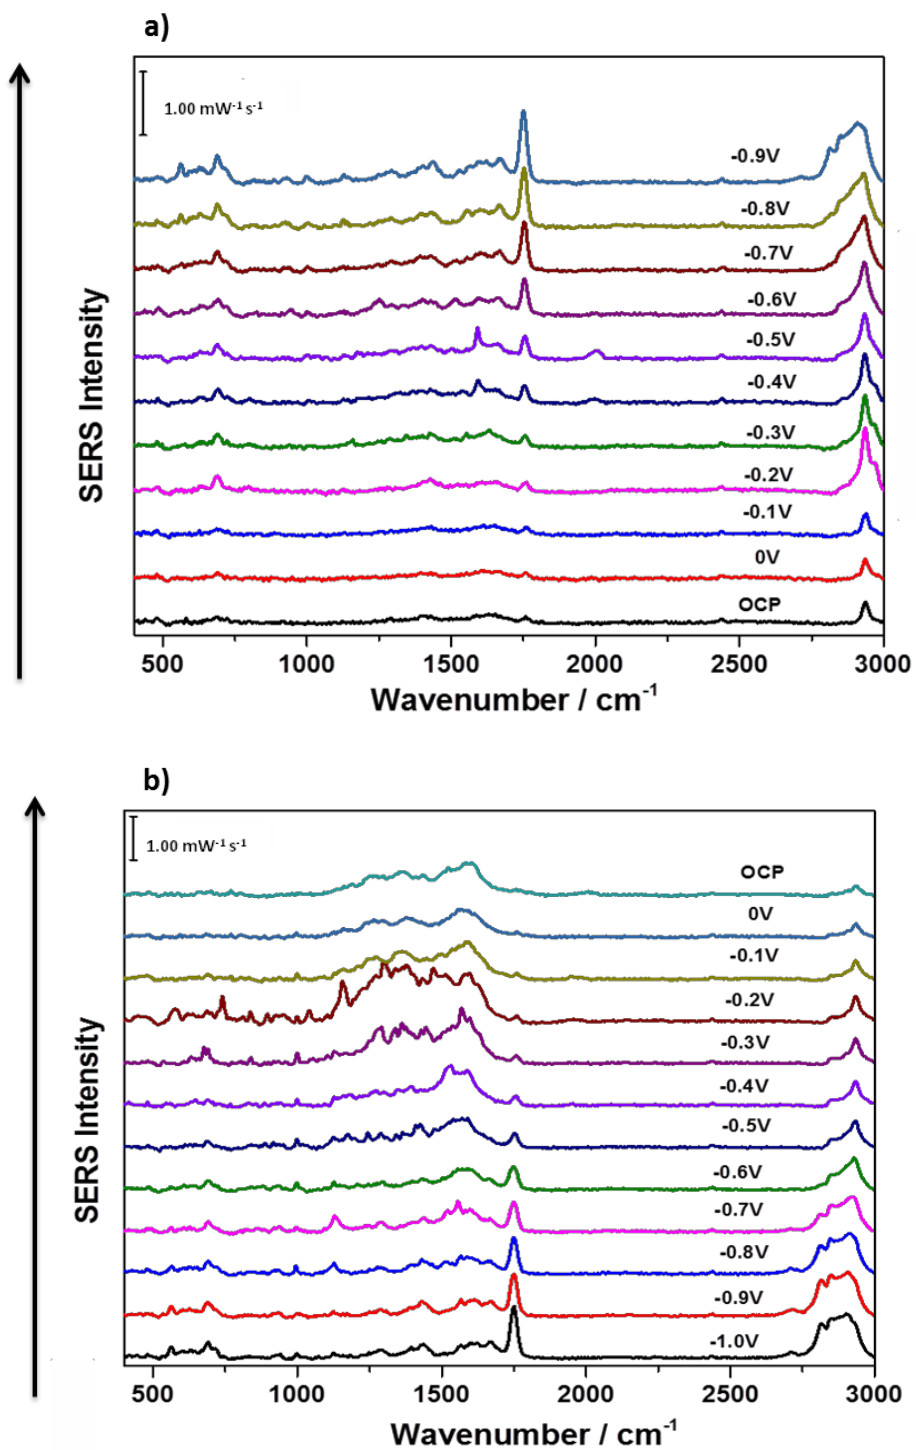 a)
1.00 mW⁻¹ s⁻¹
-0.9V
-0.8V
-0.7V
-0.6V
-0.5V
-0.4V
-0.3V
-0.2V
-0.1V
0V
OCP
SERS Intensity
500 1000 1500 2000 2500 3000
Wavenumber / cm⁻¹
b)
1.00 mW⁻¹ s⁻¹
OCP
0V
-0.1V
-0.2V
-0.3V
-0.4V
-0.5V
-0.6V
-0.7V
-0.8V
-0.9V
-1.0V
SERS Intensity
500 1000 1500 2000 2500 3000
Wavenumber / cm⁻¹